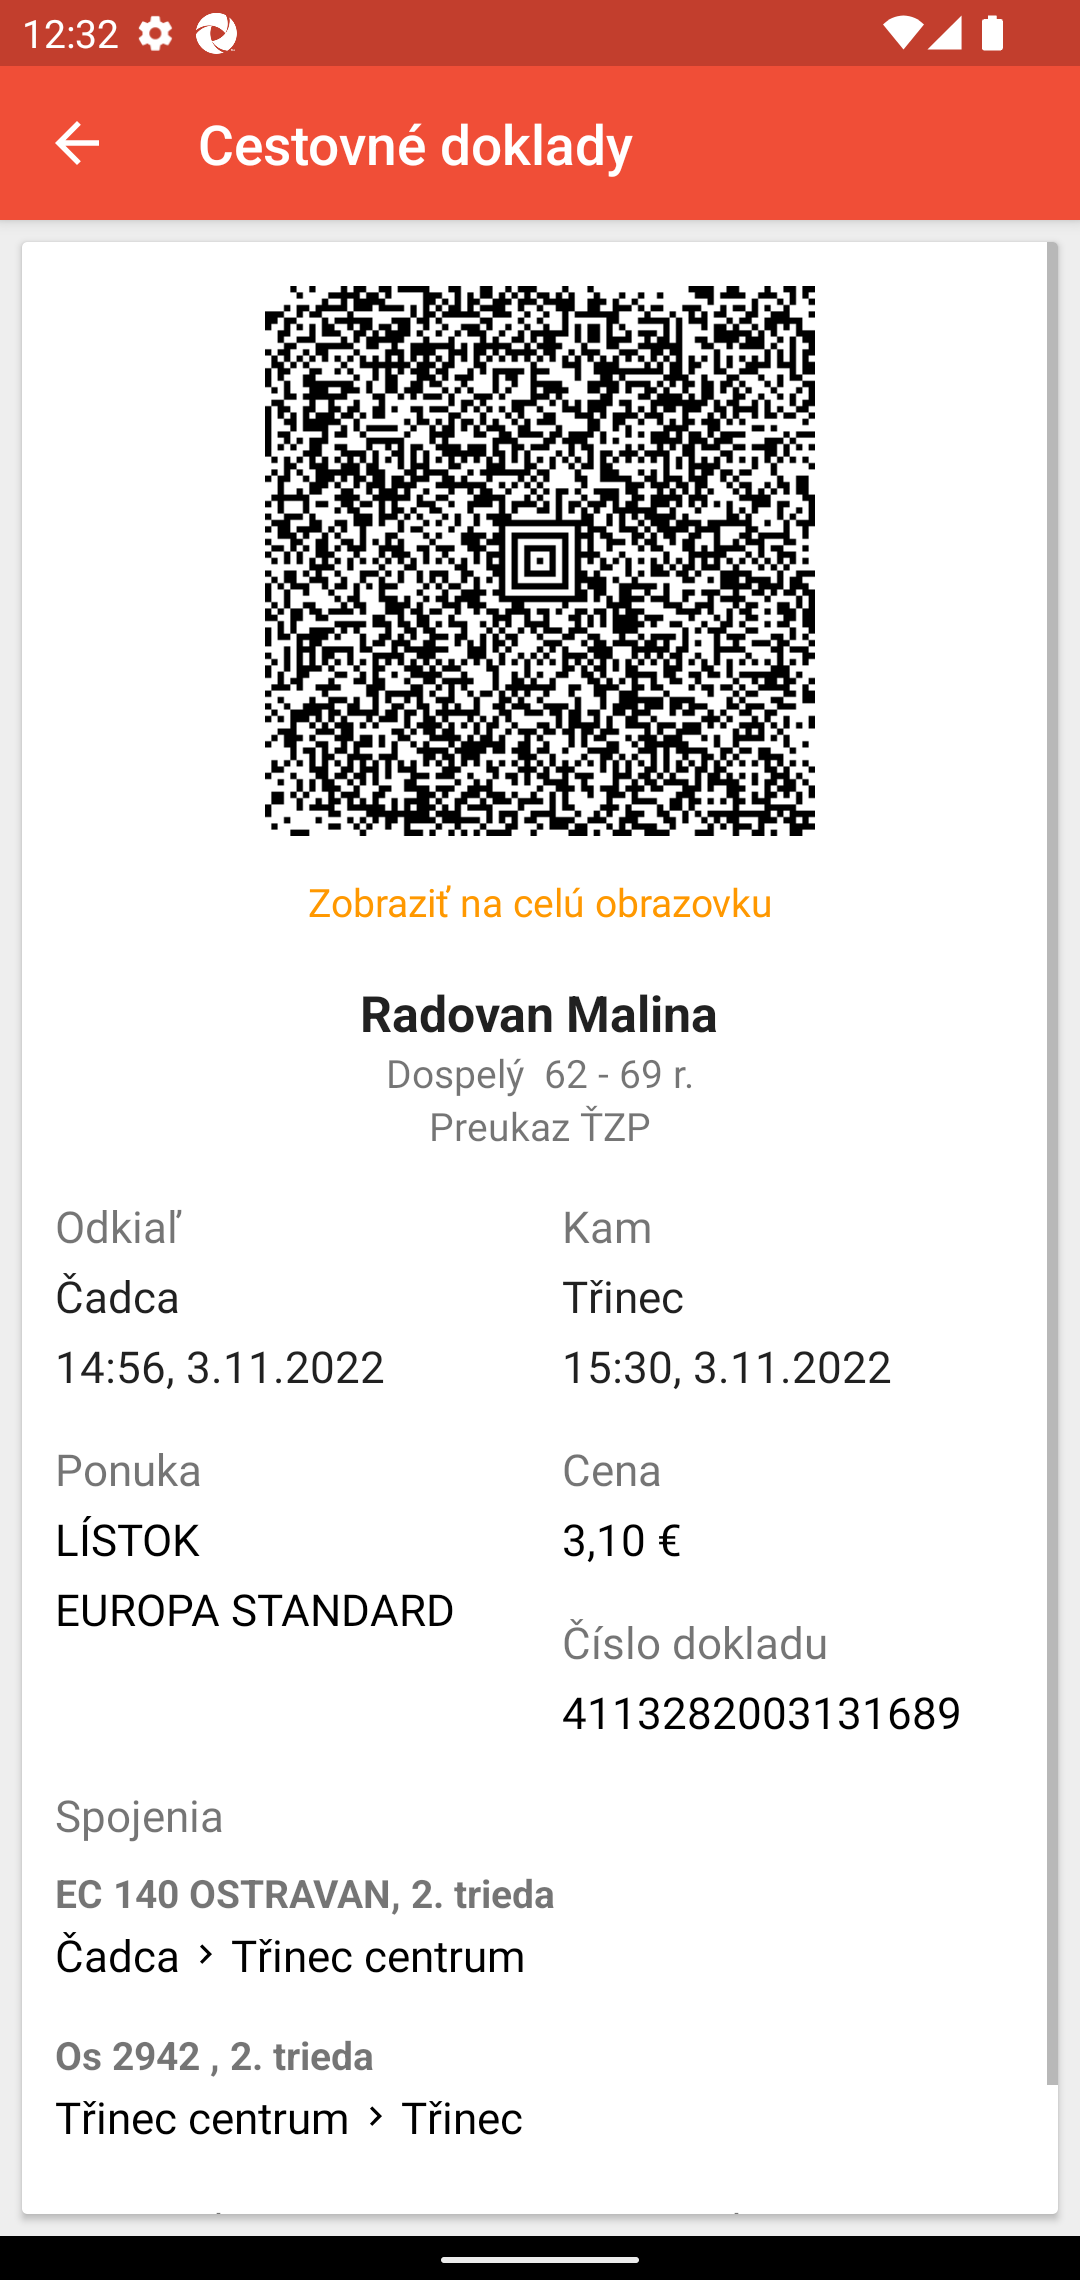 12:32
Cestovné doklady
Zobraziť na celú obrazovku
Radovan Malina
Dospelý 62 - 69 r.
Preukaz ŤZP
Odkiaľ
Čadca
14:56, 3.11.2022
Kam
Třinec
15:30, 3.11.2022
Ponuka
LÍSTOK
EUROPA STANDARD
Cena
3,10 €
Číslo dokladu
4113282003131689
Spojenia
EC 140 OSTRAVAN, 2. trieda
Čadca > Třinec centrum
Os 2942 , 2. trieda
Třinec centrum > Třinec